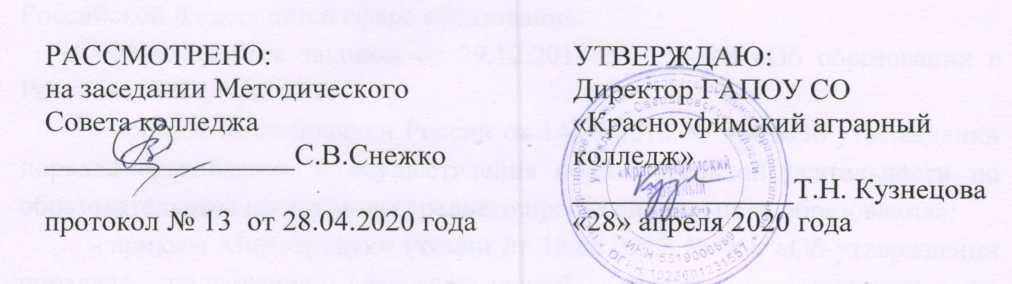 РАССМОТРЕНО:
на заседании Методического
Совета колледжа
С.В.Снежко
протокол № 13 от 28.04.2020 года
УТВЕРЖДАЮ:
Директор ГАПОУ СО
«Красноуфимский аграрный
колледж»
Т.Н. Кузнецова
«28» апреля 2020 года